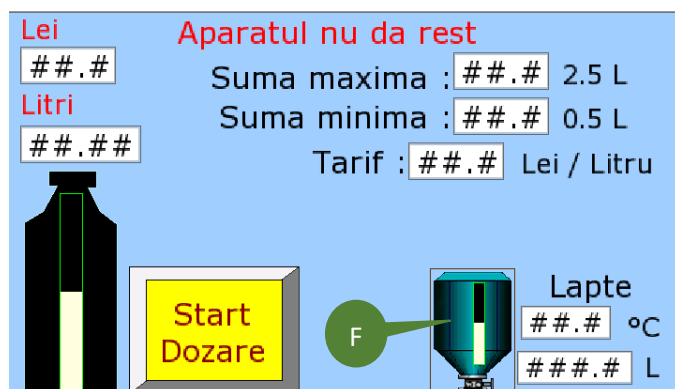 Lei
##.#
Litri
##.##
Aparatul nu da rest
Suma maxima : ##.# 2.5 L
Suma minima : ##.# 0.5 L
Tarif : ##.# Lei / Litru
Start
Dozare
F
Lapte
##.# °C
###.# L